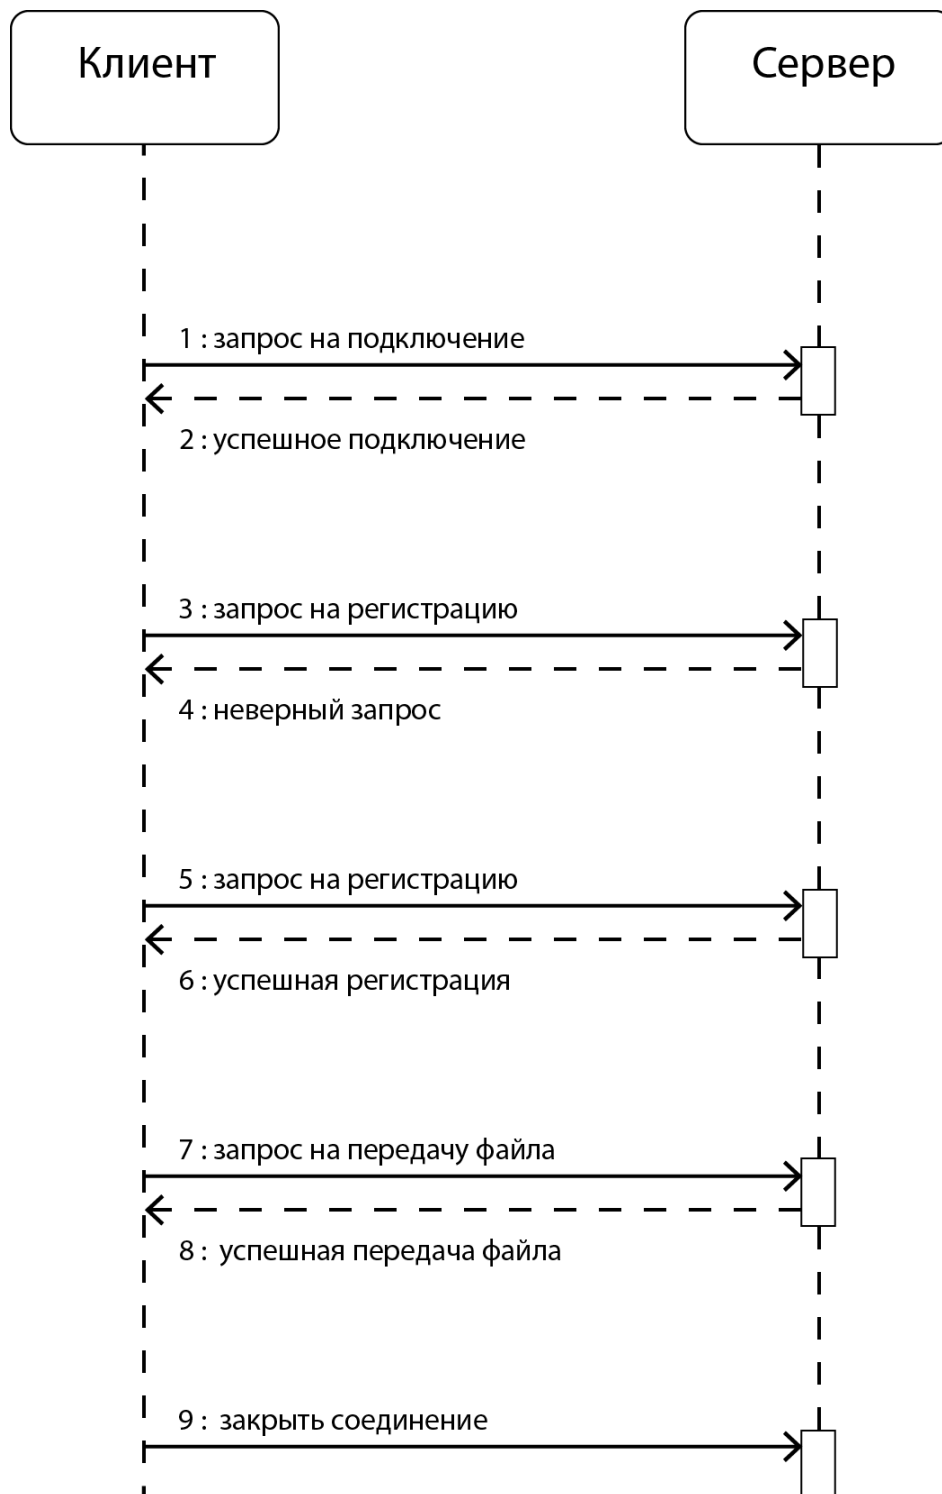 Клиент
Сервер
1 : запрос на подключение
2 : успешное подключение
3 : запрос на регистрацию
4 : неверный запрос
5 : запрос на регистрацию
6 : успешная регистрация
7 : запрос на передачу файла
8 : успешная передача файла
9 : закрыть соединение